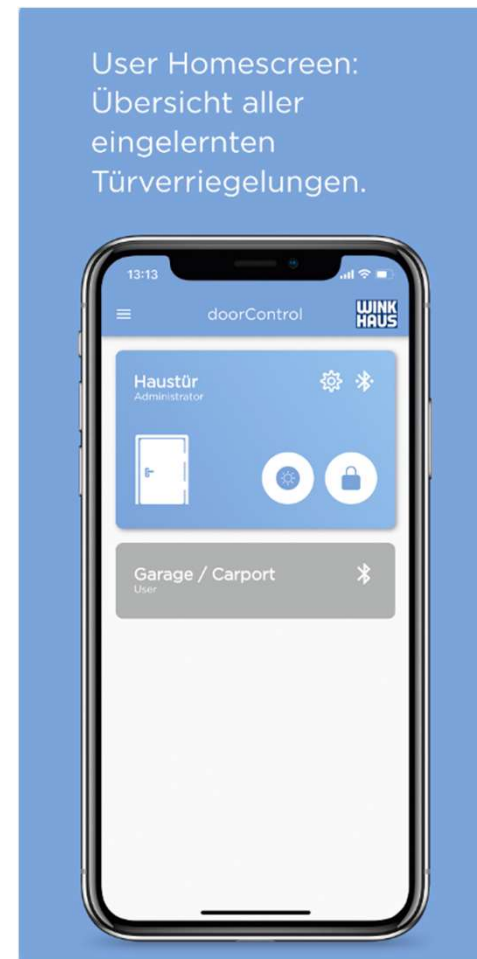 User Homescreen:
Übersicht aller
eingelernten
Türverriegelungen.
13:13
doorControl
WINK
HAUS
Haustür
Administrator
Garage / Carport
User